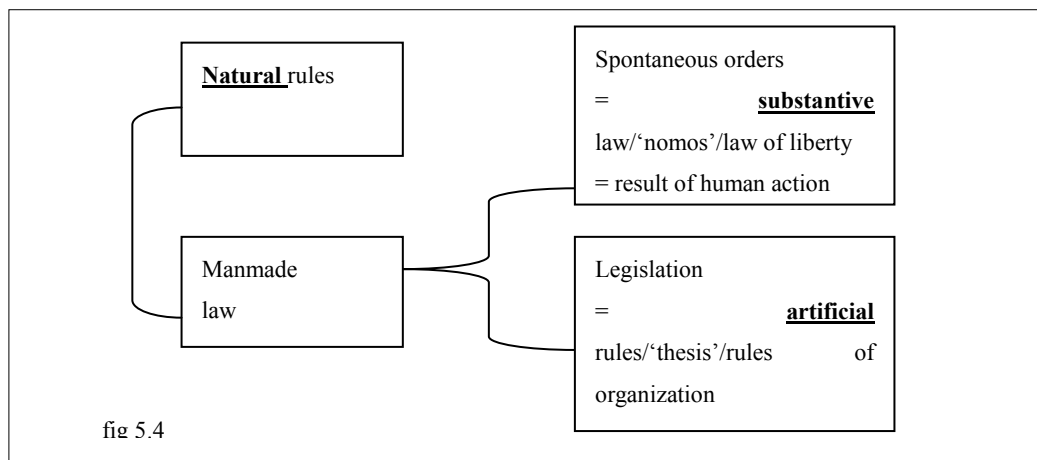 Natural rules
Manmade
law
Spontaneous orders
= substantive
law/‘nomos’/law of liberty
= result of human action
Legislation
= artificial
rules/‘thesis’/rules of
organization
fig 5.4